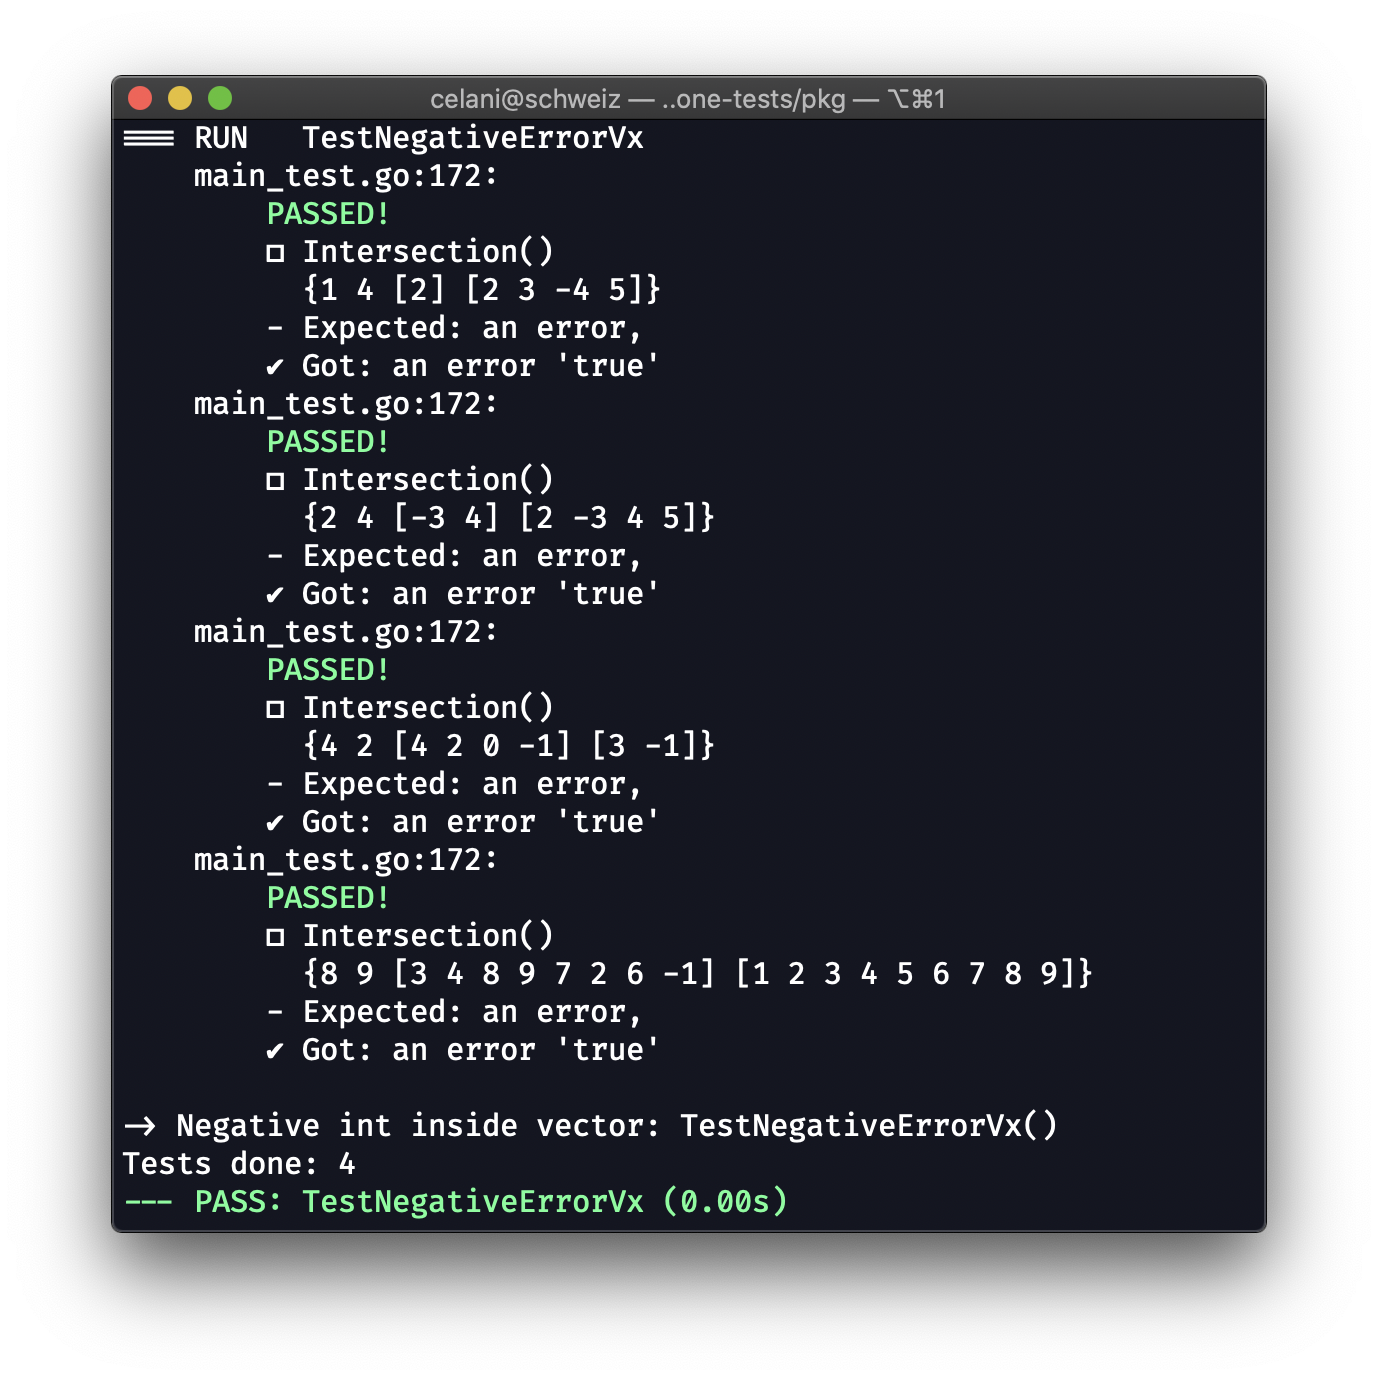 celani@schweiz — ..one-tests/pkg — ⌥⌘1
=== RUN   TestNegativeErrorVx
main_test.go:172:
PASSED!
□ Intersection()
{1 4 [2] [2 3 -4 5]}
- Expected: an error,
✔ Got: an error 'true'
main_test.go:172:
PASSED!
□ Intersection()
{2 4 [-3 4] [2 -3 4 5]}
- Expected: an error,
✔ Got: an error 'true'
main_test.go:172:
PASSED!
□ Intersection()
{4 2 [4 2 0 -1] [3 -1]}
- Expected: an error,
✔ Got: an error 'true'
main_test.go:172:
PASSED!
□ Intersection()
{8 9 [3 4 8 9 7 2 6 -1] [1 2 3 4 5 6 7 8 9]}
- Expected: an error,
✔ Got: an error 'true'
-> Negative int inside vector: TestNegativeErrorVx()
Tests done: 4
--- PASS: TestNegativeErrorVx (0.00s)